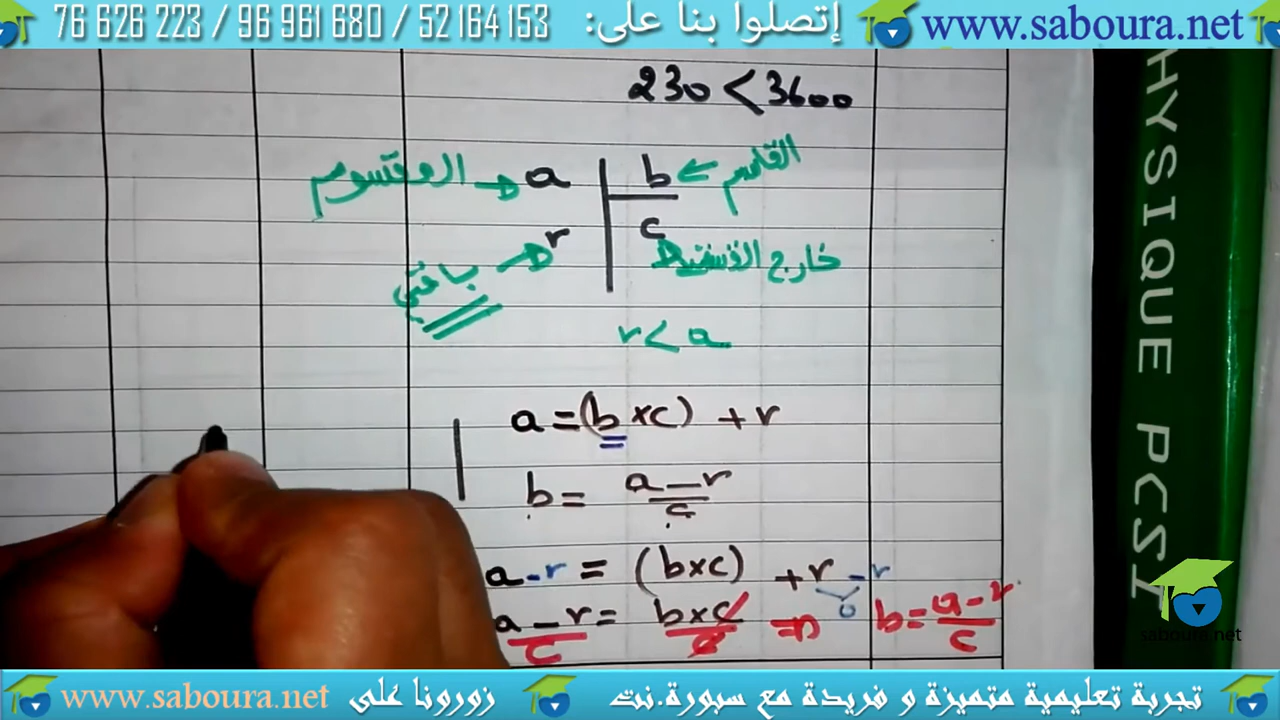 76 626 223 / 96 961 680 / 52 164 153 إتصلوا بنا على: www.saboura.net
230 < 3600
المقسوم → a | b ← القاسم
باقي → r | c ← خارج القسمة
r < a
a = (b × c) + r
b = a - r / c
a - r = (b × c) + r - r
0
a - r / c = b × c / c => b = a - r / c
PHYSIQUE PCSI
saboura.net
تجربة تعليمية متميزة و فريدة مع سبورة.نت زورونا على www.saboura.net